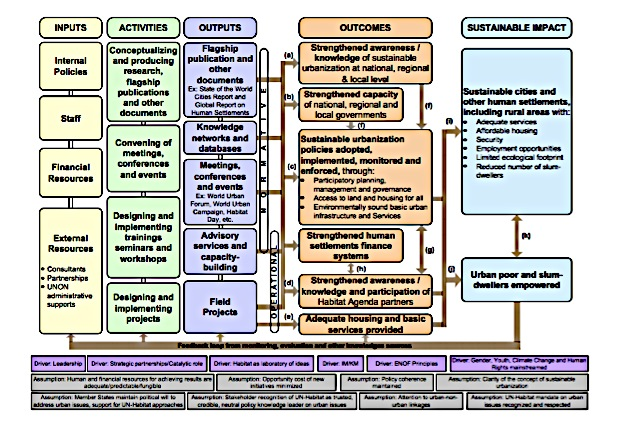 INPUTS
ACTIVITIES
OUTPUTS
OUTCOMES
SUSTAINABLE IMPACT
Internal
Policies
Staff
Financial
Resources
External
Resources
• Consultants
• Partnerships
• UNON
administrative
supports
Conceptualizing
and producing
research,
flagship
publications
and other
documents
Convening of
meetings,
conferences
and events
Designing and
implementing
trainings
seminars and
workshops
Designing and
implementing
projects
Flagship
publication and
other
documents
Ex: State of the World
Cities Report and
Global Report on
Human Settlements
Knowledge
networks and
databases
Meetings,
conferences
and events
Ex: World Urban
Forum, World Urban
Campaign, Habitat
Day, etc.
Advisory
services and
capacity-
building
Field
Projects
NORMATIVE
OPERATIONAL
(a)
(b)
(c)
(d)
(e)
Strengthened awareness /
knowledge of sustainable
urbanization at national, regional
& local level
Strengthened capacity
of national, regional and
local governments
(f)
(f)
Sustainable urbanization
policies adopted,
implemented, monitored and
enforced, through:
• Participatory planning,
management and governance
• Access to land and housing for all
• Environmentally sound basic urban
infrastructure and Services
Strengthened human
settlements finance
systems
(g)
(h)
Strengthened awareness /
knowledge and participation of
Habitat Agenda partners
Adequate housing and basic
services provided
(i)
(j)
Sustainable cities and
other human settlements,
including rural areas with:
• Adequate services
• Affordable housing
• Security
• Employment opportunities
• Limited ecological footprint
• Reduced number of slum-
dwellers
(k)
Urban poor and slum-
dwellers empowered
Feedback loop from monitoring, evaluation and other knowledge sources
Driver: Leadership
Driver: Strategic partnerships/Catalytic role
Driver: Habitat as laboratory of ideas
Driver: IM/KM
Driver: ENOF Principles
Driver: Gender, Youth, Climate Change and Human
Rights mainstreamed
Assumption: Human and financial resources for achieving results are
adequate/predictable/fungible
Assumption: Opportunity cost of new
initiatives minimized
Assumption: Policy coherence
maintained
Assumption: Clarity of the concept of sustainable
urbanization
Assumption: Member States maintain political will to
address urban issues, support for UN-Habitat approaches
Assumption: Stakeholder recognition of UN-Habitat as trusted,
credible, neutral policy knowledge leader on urban issues
Assumption: Attention to urban-non-
urban linkages
Assumption: UN-Habitat mandate on urban
issues recognized and respected